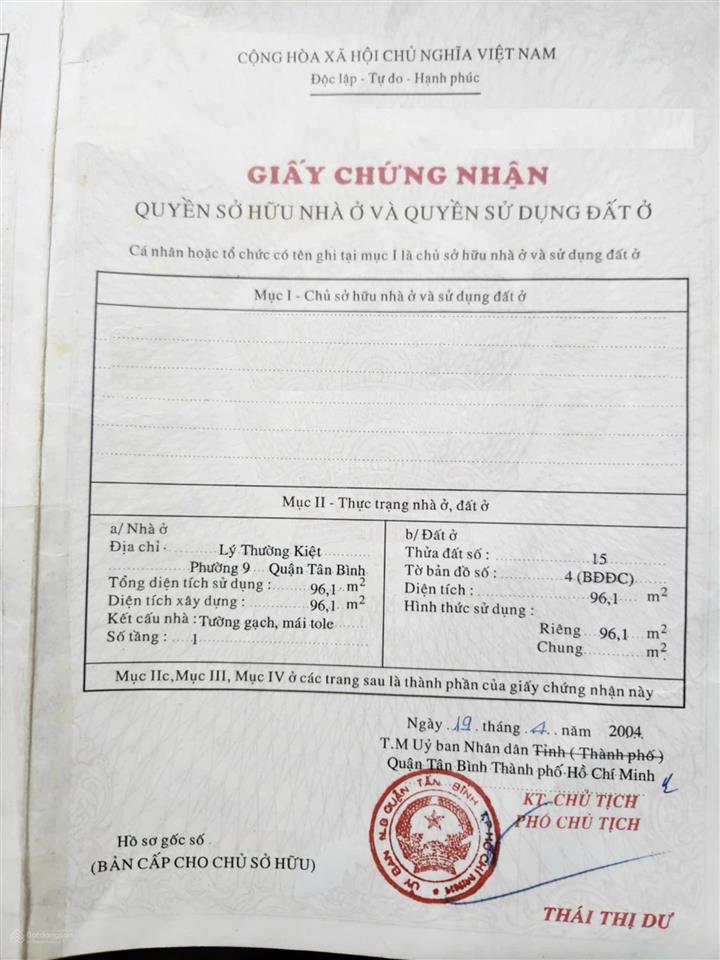 CỘNG HÒA XÃ HỘI CHỦ NGHĨA VIỆT NAM
Độc lập - Tự do - Hạnh phúc
GIẤY CHỨNG NHẬN
QUYỀN SỞ HỮU NHÀ Ở VÀ QUYỀN SỬ DỤNG ĐẤT Ở
Cá nhân hoặc tổ chức có tên ghi tại mục I là chủ sở hữu nhà ở và sử dụng đất ở
Mục I - Chủ sở hữu nhà ở và sử dụng đất ở
Mục II - Thực trạng nhà ở, đất ở
a/ Nhà ở
Địa chỉ Lý Thường Kiệt
Phường 9 Quận Tân Bình
Tổng diện tích sử dụng : 96,1 m²
Diện tích xây dựng : 96,1 m²
Kết cấu nhà : Tường gạch, mái tole
Số tầng : 1
b/ Đất ở
Thửa đất số : 15
Tờ bản đồ số : 4 (BĐĐC)
Diện tích : 96,1 m²
Hình thức sử dụng :
Riêng 96,1 m²
Chung m²
Mục IIc, Mục III, Mục IV ở các trang sau là thành phần của giấy chứng nhận này
Ngày 19 tháng 4 năm 2004
T.M Uỷ ban Nhân dân Tỉnh ( Thành phố )
Quận Tân Bình Thành phố Hồ Chí Minh
KT. CHỦ TỊCH
PHÓ CHỦ TỊCH
ỦY BAN N.D QUẬN TÂN BÌNH T.P HỒ CHÍ MINH
Hồ sơ gốc số
(BẢN CẤP CHO CHỦ SỞ HỮU)
THÁI THỊ DƯ
Batdongsan